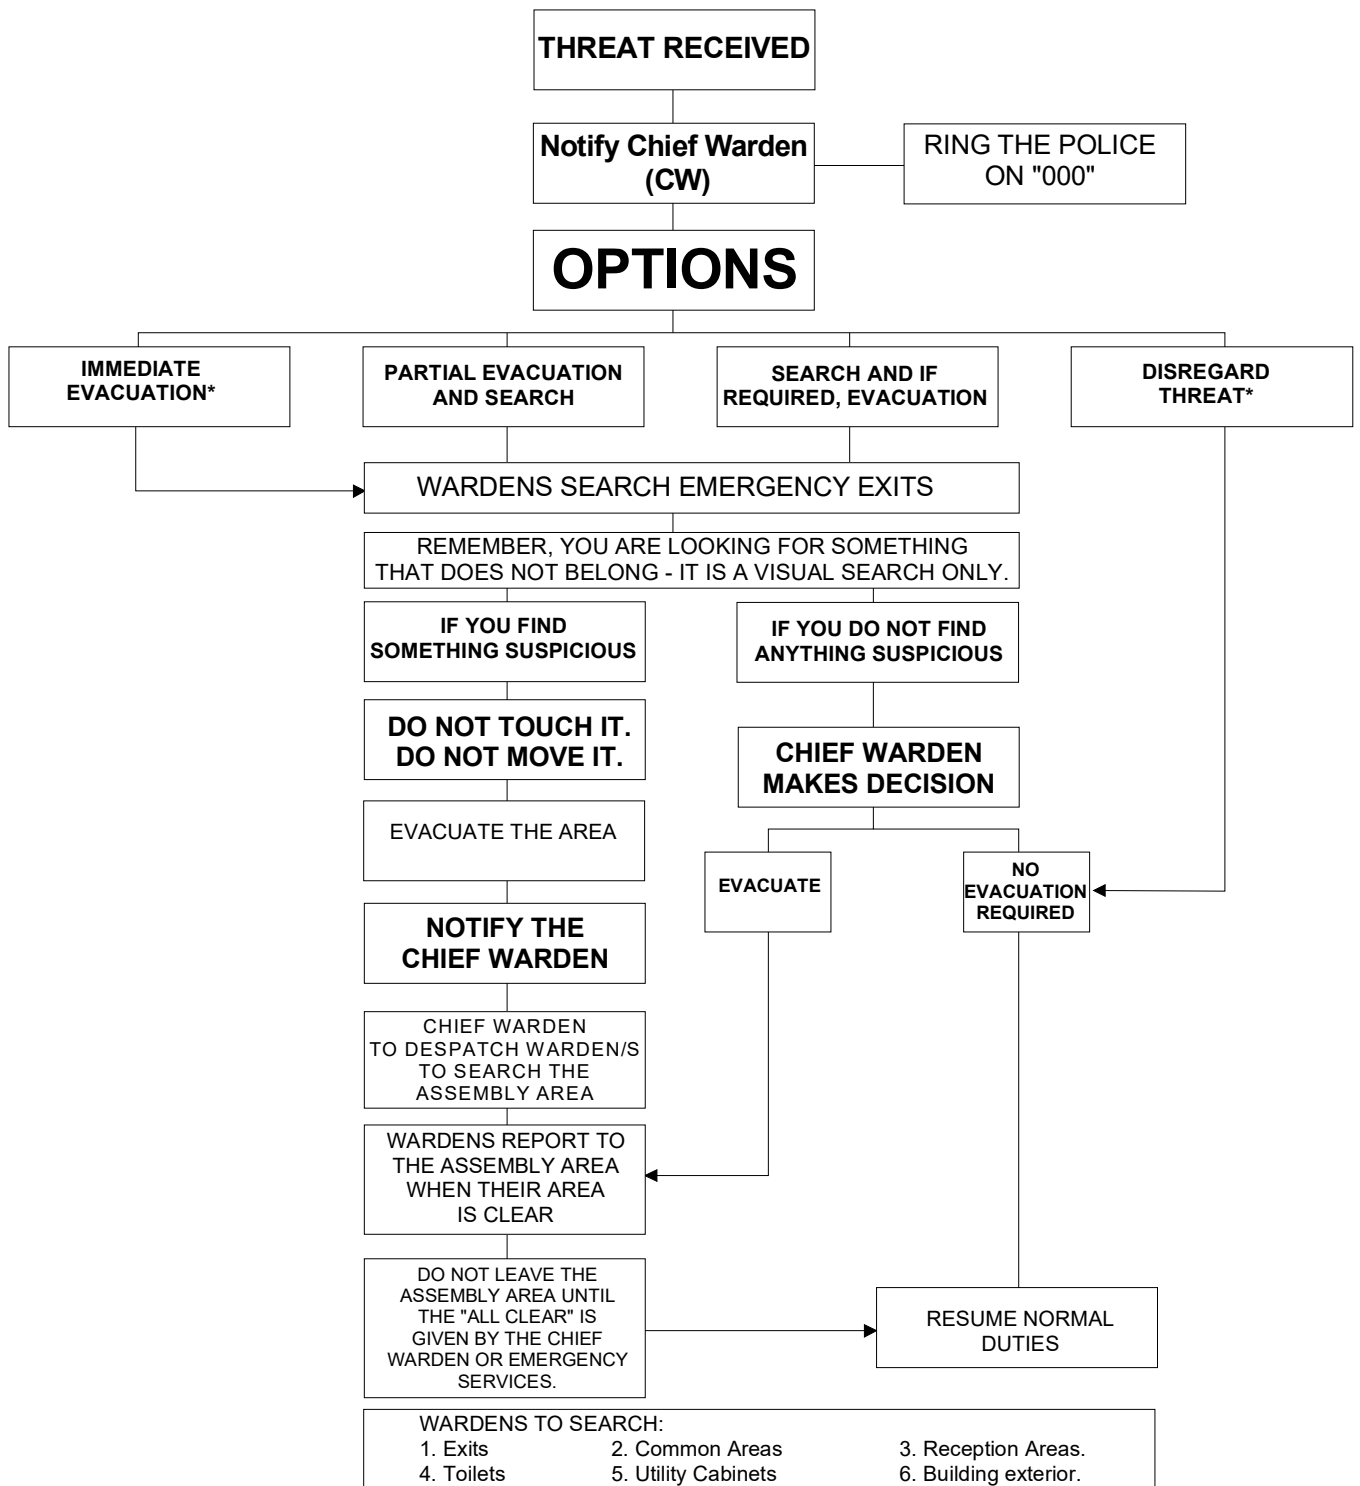 THREAT RECEIVED
Notify Chief Warden
(CW)
RING THE POLICE
ON "000"
OPTIONS
IMMEDIATE
EVACUATION*
PARTIAL EVACUATION
AND SEARCH
SEARCH AND IF
REQUIRED, EVACUATION
DISREGARD
THREAT*
WARDENS SEARCH EMERGENCY EXITS
REMEMBER, YOU ARE LOOKING FOR SOMETHING
THAT DOES NOT BELONG - IT IS A VISUAL SEARCH ONLY.
IF YOU FIND
SOMETHING SUSPICIOUS
IF YOU DO NOT FIND
ANYTHING SUSPICIOUS
DO NOT TOUCH IT.
DO NOT MOVE IT.
CHIEF WARDEN
MAKES DECISION
EVACUATE THE AREA
EVACUATE
NO
EVACUATION
REQUIRED
NOTIFY THE
CHIEF WARDEN
CHIEF WARDEN
TO DESPATCH WARDEN/S
TO SEARCH THE
ASSEMBLY AREA
WARDENS REPORT TO
THE ASSEMBLY AREA
WHEN THEIR AREA
IS CLEAR
DO NOT LEAVE THE
ASSEMBLY AREA UNTIL
THE "ALL CLEAR" IS
GIVEN BY THE CHIEF
WARDEN OR EMERGENCY
SERVICES.
RESUME NORMAL
DUTIES
WARDENS TO SEARCH:
1. Exits 2. Common Areas 3. Reception Areas.
4. Toilets 5. Utility Cabinets 6. Building exterior.